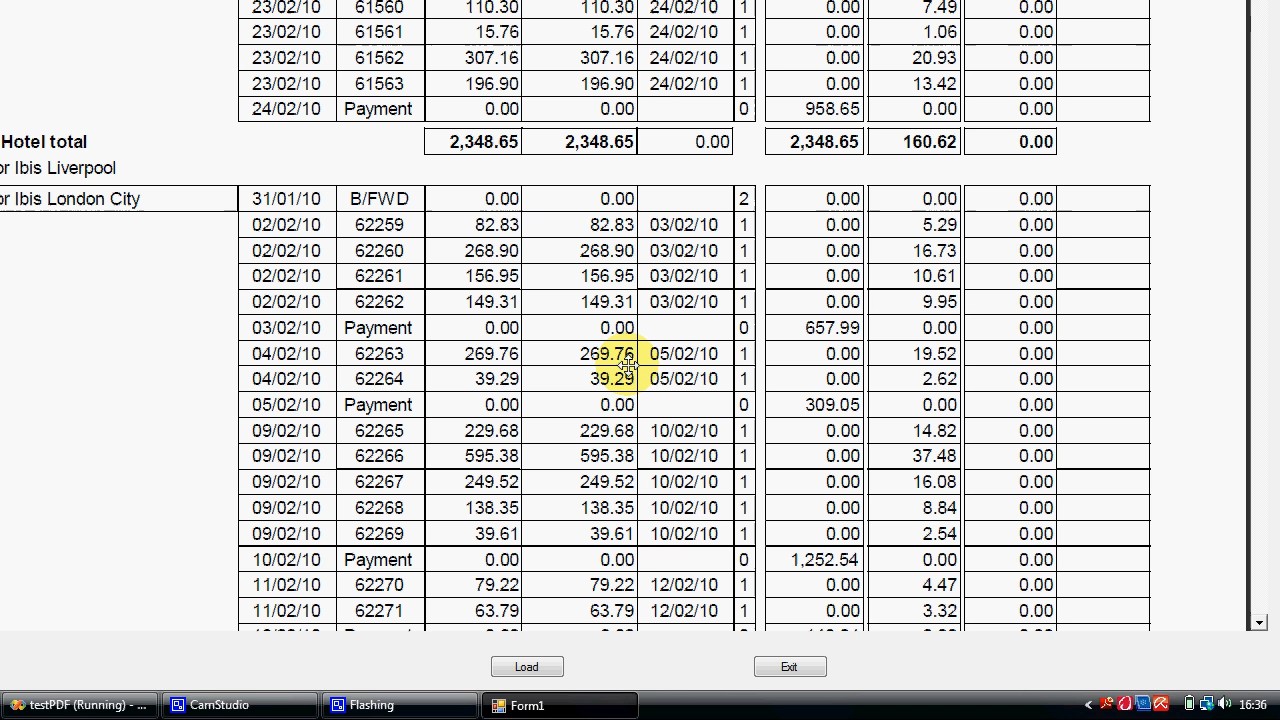 23/02/10 61560 110.30 110.30 24/02/10 1 0.00 7.49 0.00
23/02/10 61561 15.76 15.76 24/02/10 1 0.00 1.06 0.00
23/02/10 61562 307.16 307.16 24/02/10 1 0.00 20.93 0.00
23/02/10 61563 196.90 196.90 24/02/10 1 0.00 13.42 0.00
24/02/10 Payment 0.00 0.00 0 958.65 0.00 0.00
Hotel total 2,348.65 2,348.65 0.00 2,348.65 160.62 0.00
or Ibis Liverpool
or Ibis London City 31/01/10 B/FWD 0.00 0.00 2 0.00 0.00 0.00
02/02/10 62259 82.83 82.83 03/02/10 1 0.00 5.29 0.00
02/02/10 62260 268.90 268.90 03/02/10 1 0.00 16.73 0.00
02/02/10 62261 156.95 156.95 03/02/10 1 0.00 10.61 0.00
02/02/10 62262 149.31 149.31 03/02/10 1 0.00 9.95 0.00
03/02/10 Payment 0.00 0.00 0 657.99 0.00 0.00
04/02/10 62263 269.76 269.76 05/02/10 1 0.00 19.52 0.00
04/02/10 62264 39.29 39.29 05/02/10 1 0.00 2.62 0.00
05/02/10 Payment 0.00 0.00 0 309.05 0.00 0.00
09/02/10 62265 229.68 229.68 10/02/10 1 0.00 14.82 0.00
09/02/10 62266 595.38 595.38 10/02/10 1 0.00 37.48 0.00
09/02/10 62267 249.52 249.52 10/02/10 1 0.00 16.08 0.00
09/02/10 62268 138.35 138.35 10/02/10 1 0.00 8.84 0.00
09/02/10 62269 39.61 39.61 10/02/10 1 0.00 2.54 0.00
10/02/10 Payment 0.00 0.00 0 1,252.54 0.00 0.00
11/02/10 62270 79.22 79.22 12/02/10 1 0.00 4.47 0.00
11/02/10 62271 63.79 63.79 12/02/10 1 0.00 3.32 0.00
Load Exit
testPDF (Running) - ... CamStudio Flashing Form1 16:36